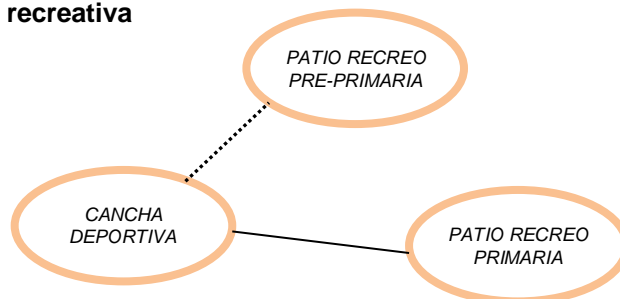 recreativa
PATIO RECREO
PRE-PRIMARIA
CANCHA
DEPORTIVA
PATIO RECREO
PRIMARIA